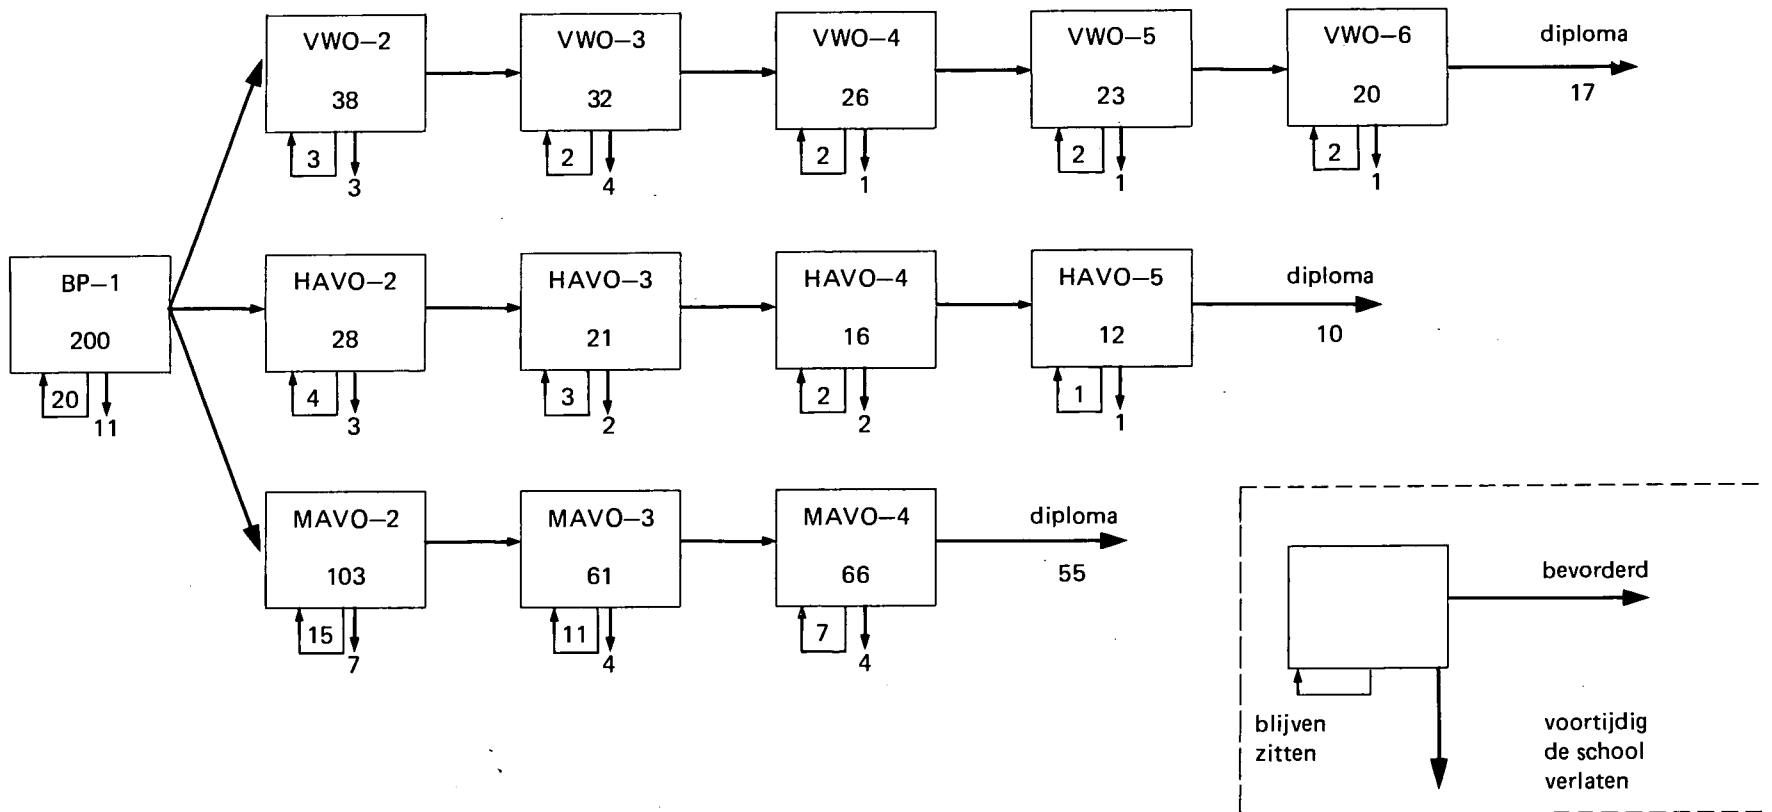 VWO–2
38
3
3
VWO–3
32
2
4
VWO–4
26
2
1
VWO–5
23
2
1
VWO–6
20
2
1
diploma
17
BP–1
200
20
11
HAVO–2
28
4
3
HAVO–3
21
3
2
HAVO–4
16
2
2
HAVO–5
12
1
1
diploma
10
MAVO–2
103
15
7
MAVO–3
61
11
4
MAVO–4
66
7
4
diploma
55
bevorderd
blijven
zitten
voortijdig
de school
verlaten